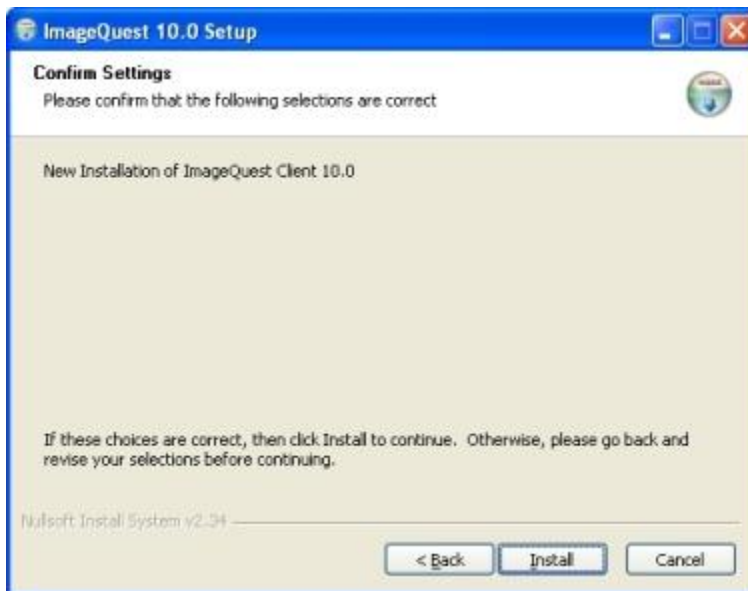 ImageQuest 10.0 Setup
Confirm Settings
Please confirm that the following selections are correct
New Installation of ImageQuest Client 10.0
If these choices are correct, then click Install to continue.  Otherwise, please go back and
revise your selections before continuing.
Nullsoft Install System v2.34
< Back
Install
Cancel